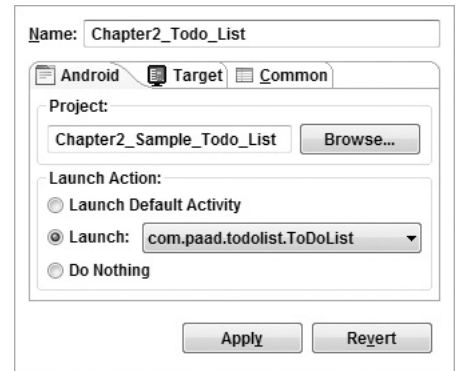 Name: Chapter2_Todo_List
Android Target Common
Project:
Chapter2_Sample_Todo_List Browse...
Launch Action:
Launch Default Activity
Launch: com.paad.todolist.ToDoList
Do Nothing
Apply Revert